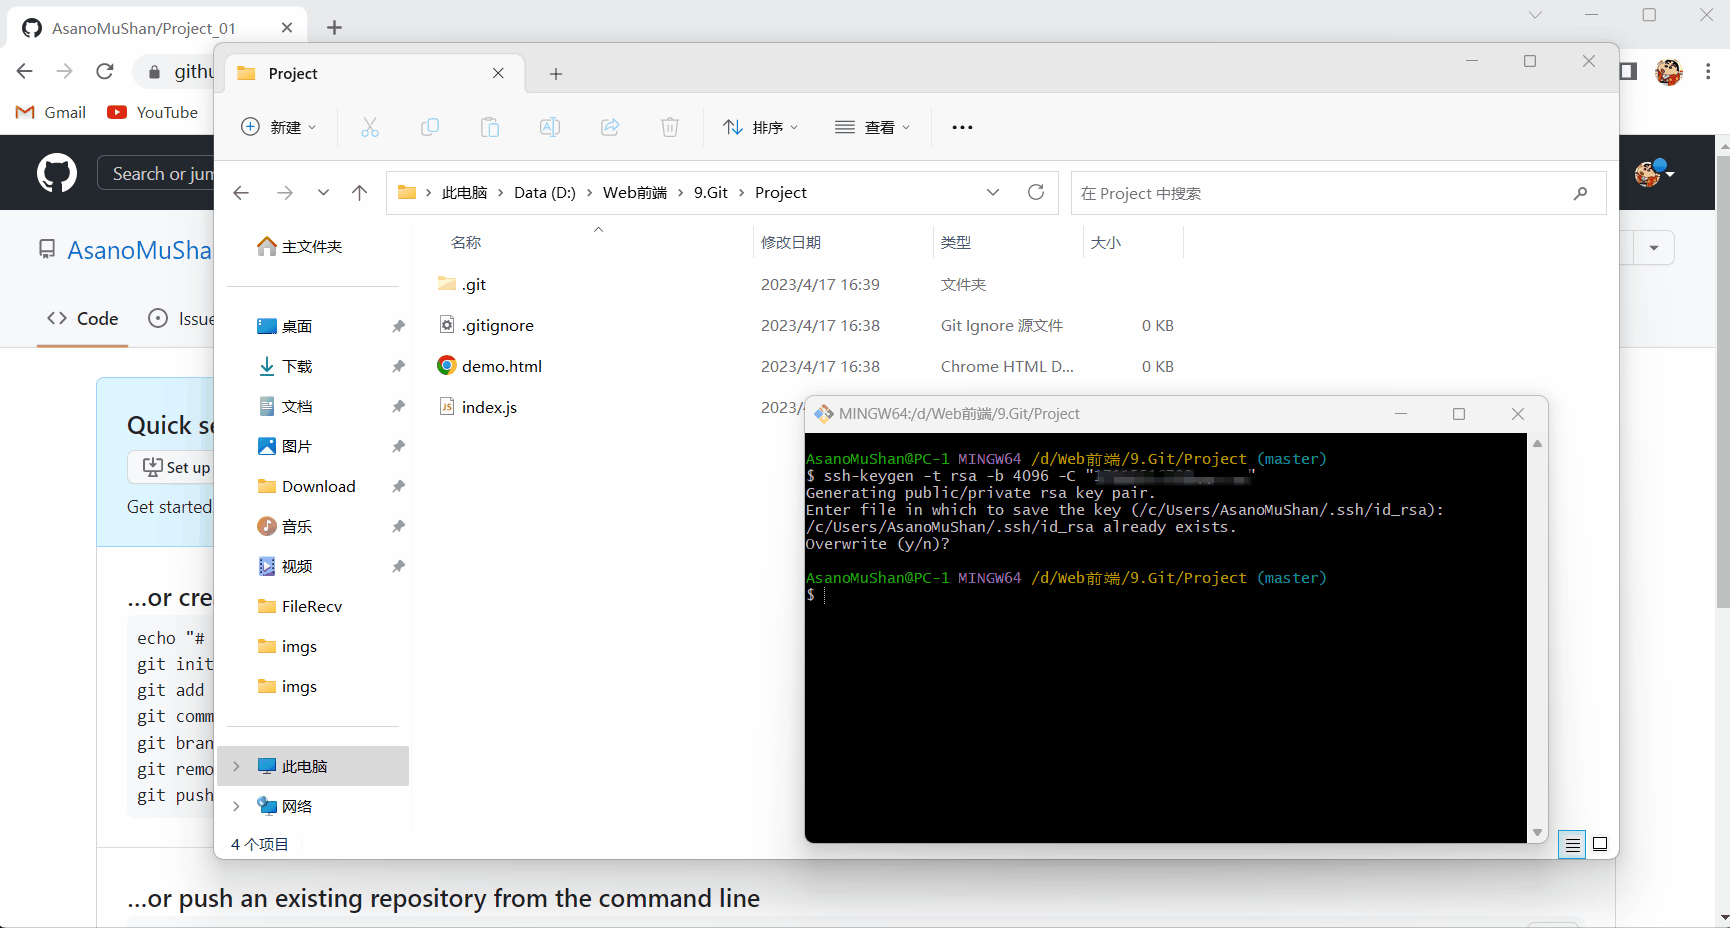 AsanoMuShan/Project_01
Gmail
YouTube
Search or jum
AsanoMuSha
Code
Issue
Quick se
Set up
Get started
...or cre
echo "#
git init
git add
git comm
git bran
git remo
git push
...or push an existing repository from the command line
Project
新建
排序
查看
此电脑 > Data (D:) > Web前端 > 9.Git > Project
在 Project 中搜索
主文件夹
桌面
下载
文档
图片
Download
音乐
视频
FileRecv
imgs
imgs
此电脑
网络
4 个项目
名称 修改日期 类型 大小
.git 2023/4/17 16:39 文件夹
.gitignore 2023/4/17 16:38 Git Ignore 源文件 0 KB
demo.html 2023/4/17 16:38 Chrome HTML D... 0 KB
index.js 2023/
MINGW64:/d/Web前端/9.Git/Project
AsanoMuShan@PC-1 MINGW64 /d/Web前端/9.Git/Project (master)
$ ssh-keygen -t rsa -b 4096 -C "
Generating public/private rsa key pair.
Enter file in which to save the key (/c/Users/AsanoMuShan/.ssh/id_rsa):
/c/Users/AsanoMuShan/.ssh/id_rsa already exists.
Overwrite (y/n)?
AsanoMuShan@PC-1 MINGW64 /d/Web前端/9.Git/Project (master)
$